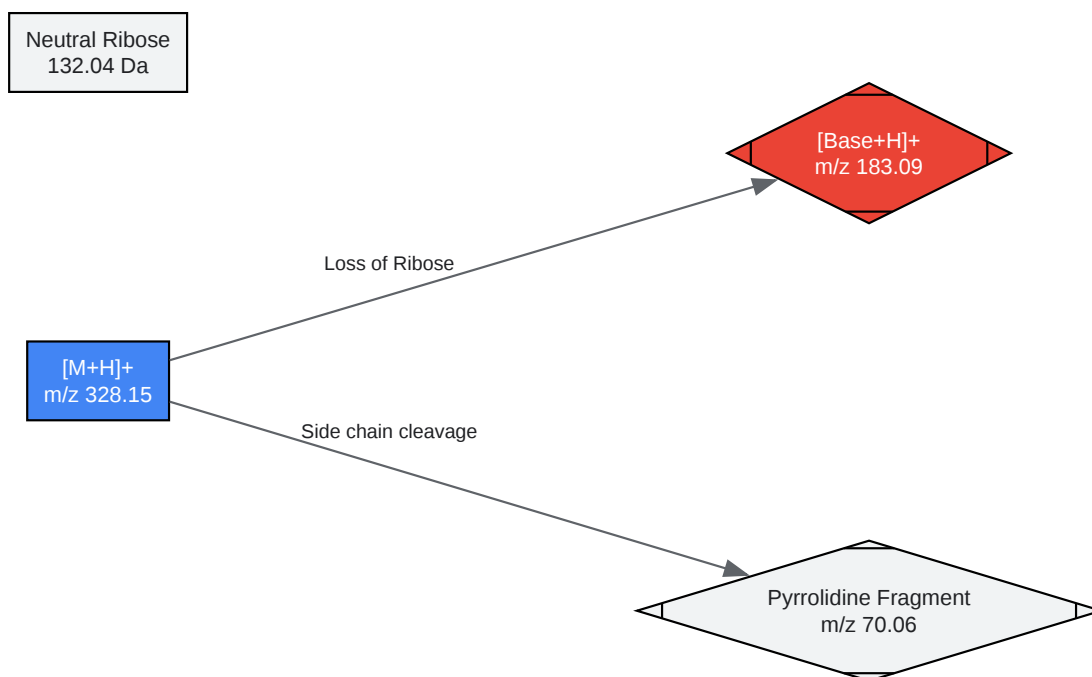 Neutral Ribose
132.04 Da
[Base+H]+
m/z 183.09
Loss of Ribose
[M+H]+
m/z 328.15
Side chain cleavage
Pyrrolidine Fragment
m/z 70.06